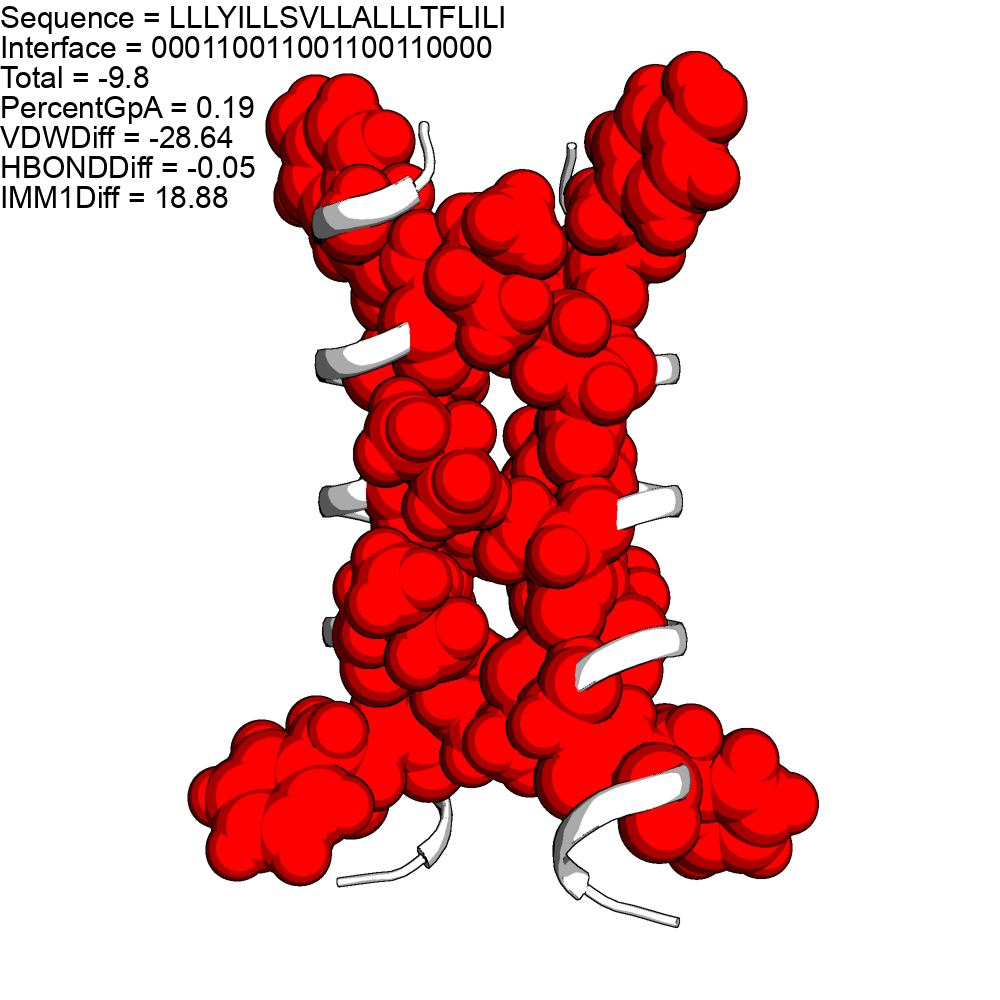 Sequence = LLLYILLSVLLALLLTFLILI
Interface = 000110011001100110000
Total = -9.8
PercentGpA = 0.19
VDWDiff = -28.64
HBONDDiff = -0.05
IMM1Diff = 18.88